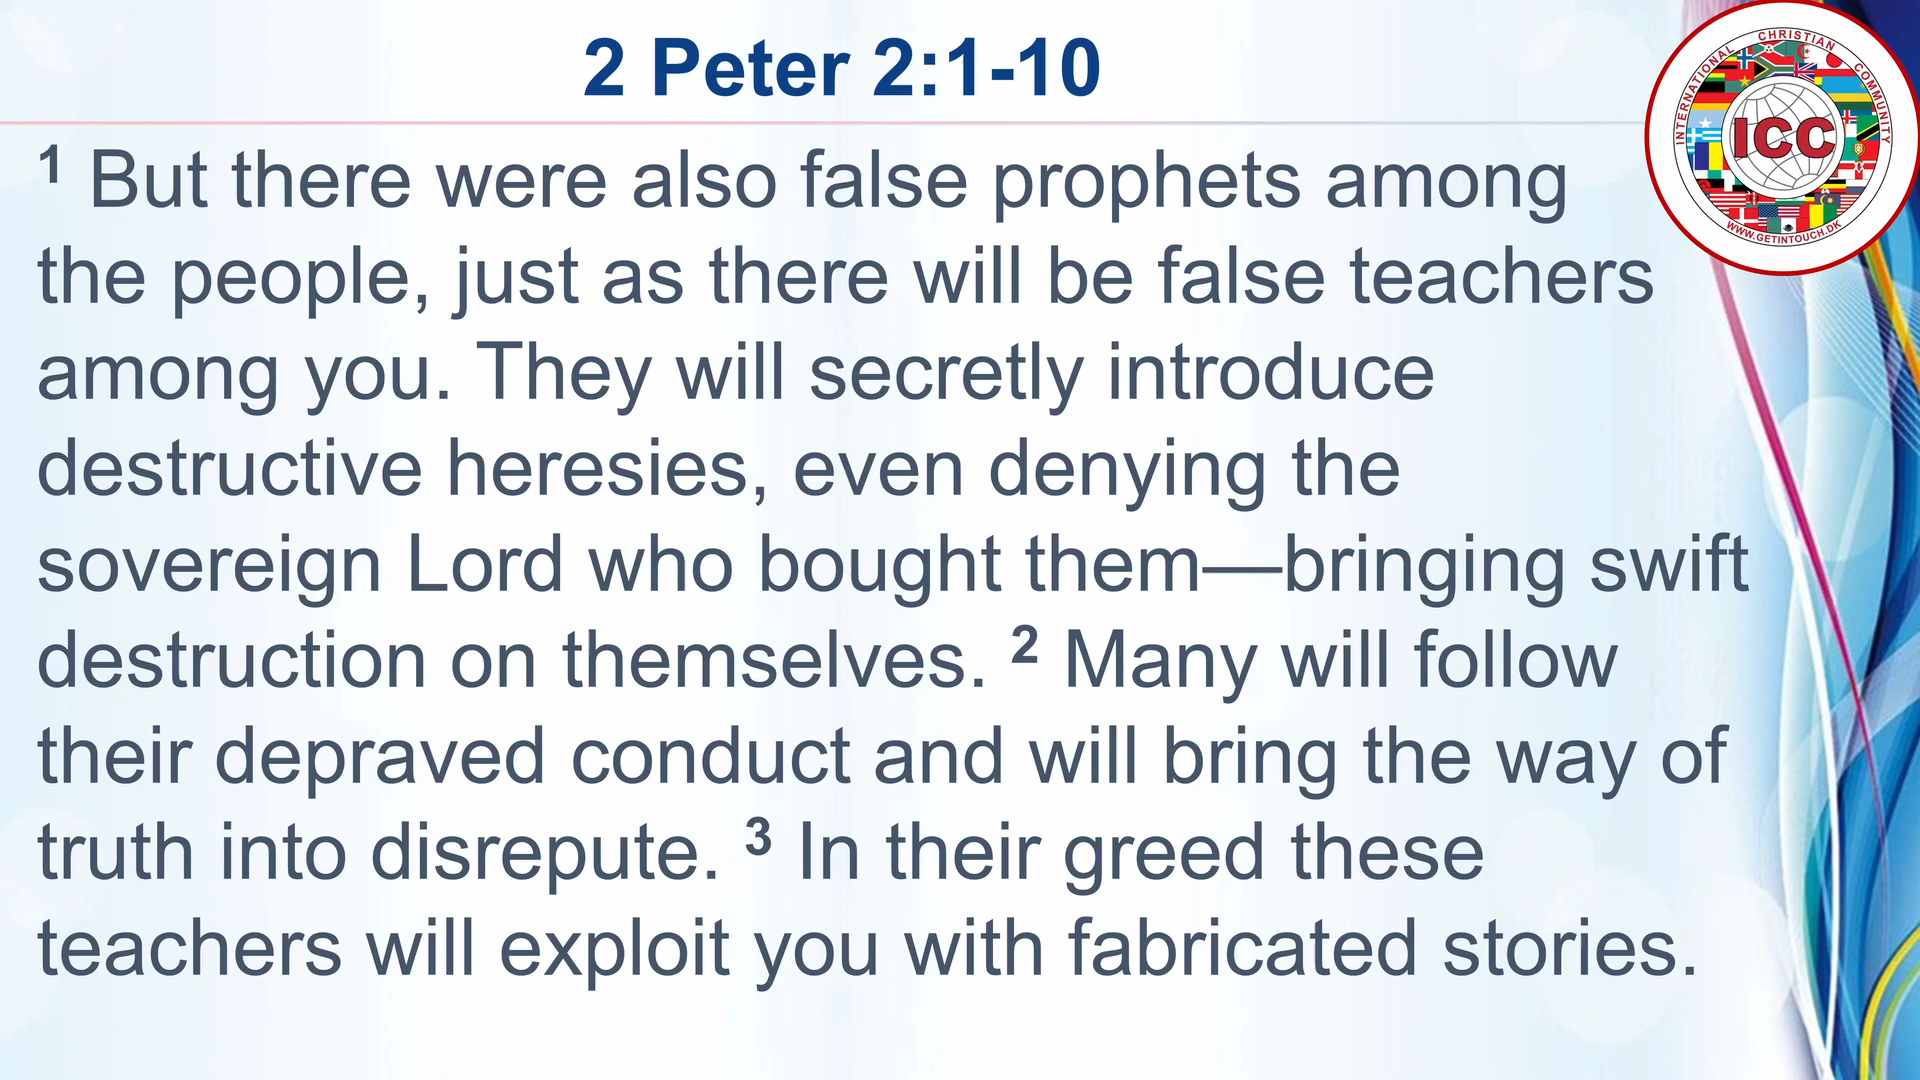 2 Peter 2:1-10
INTERNATIONAL CHRISTIAN COMMUNITY
ICC
WWW.GETINTOUCH.DK
1 But there were also false prophets among
the people, just as there will be false teachers
among you. They will secretly introduce
destructive heresies, even denying the
sovereign Lord who bought them—bringing swift
destruction on themselves. 2 Many will follow
their depraved conduct and will bring the way of
truth into disrepute. 3 In their greed these
teachers will exploit you with fabricated stories.